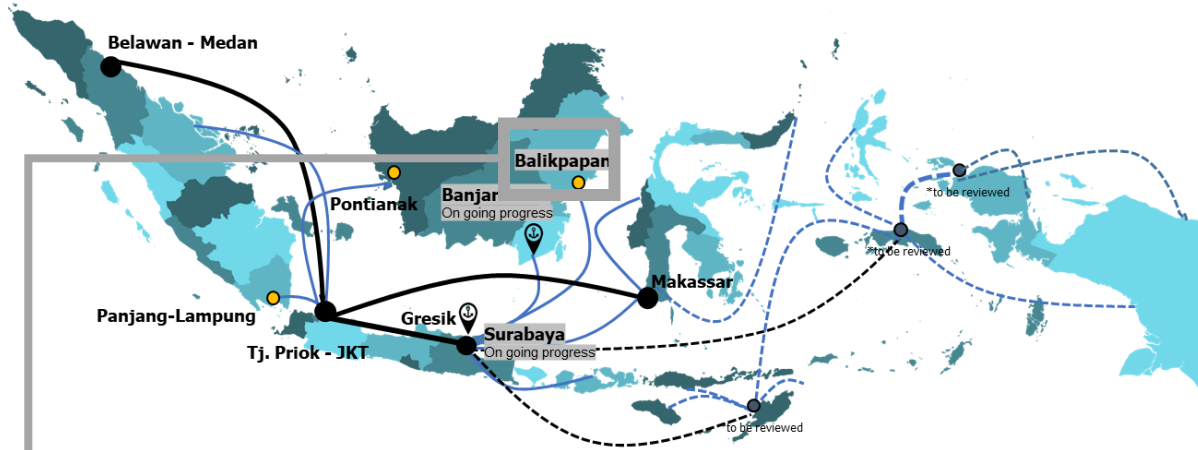 Belawan - Medan
Balikpapan
Banjar
On going progress
Pontianak
*to be reviewed
*to be reviewed
Makassar
Panjang-Lampung
Gresik
Surabaya
On going progress
Tj. Priok - JKT
to be reviewed